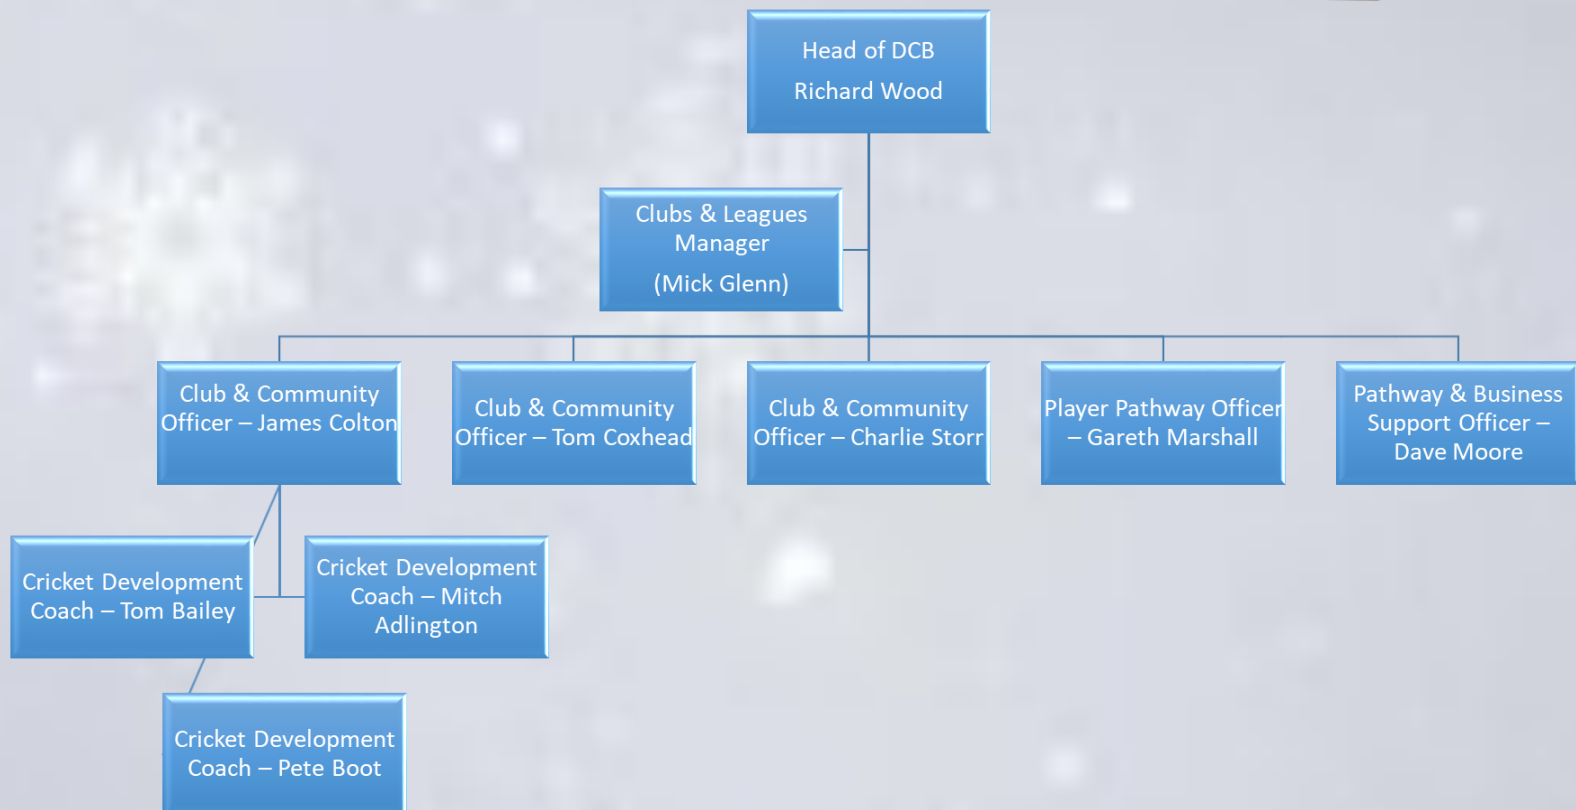 Head of DCB
Richard Wood
Clubs & Leagues
Manager
(Mick Glenn)
Club & Community
Officer – James Colton
Club & Community
Officer – Tom Coxhead
Club & Community
Officer – Charlie Storr
Player Pathway Officer
– Gareth Marshall
Pathway & Business
Support Officer –
Dave Moore
Cricket Development
Coach – Tom Bailey
Cricket Development
Coach – Mitch
Adlington
Cricket Development
Coach – Pete Boot